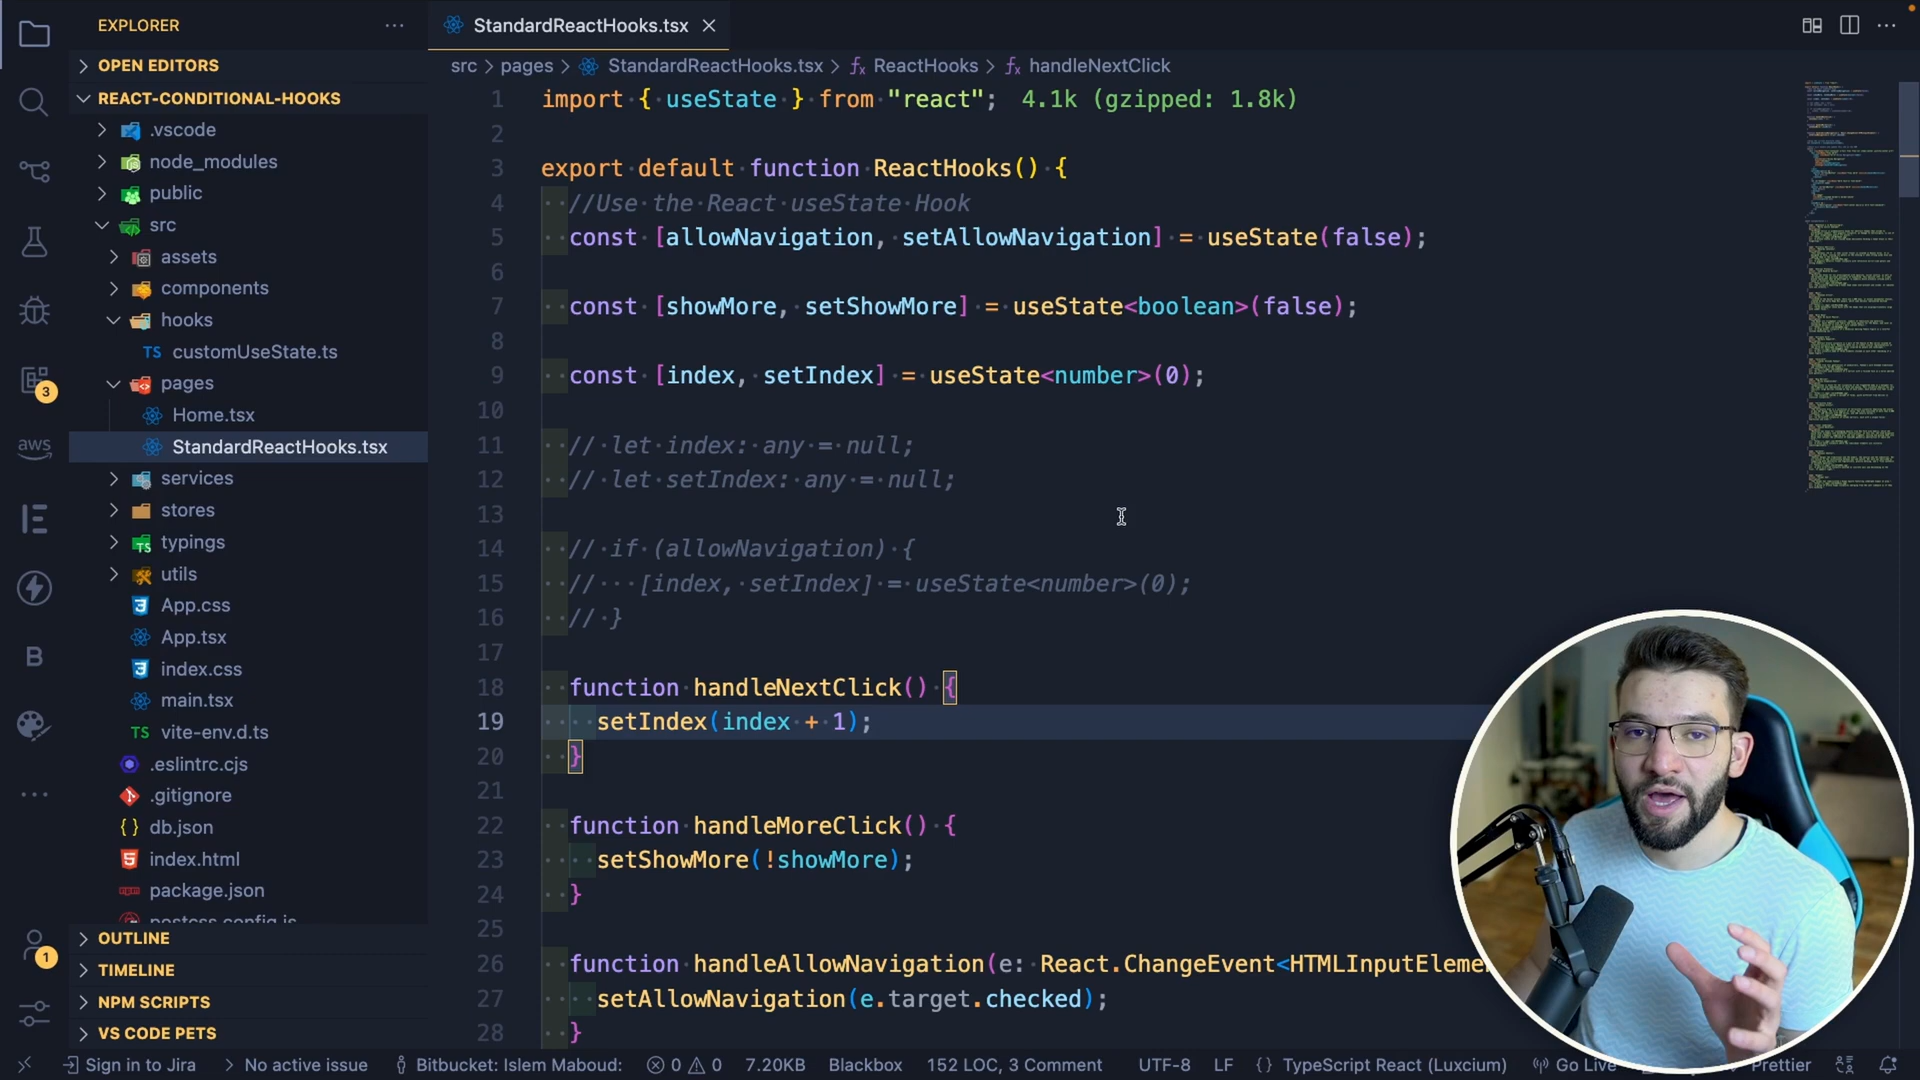 EXPLORER
OPEN EDITORS
REACT-CONDITIONAL-HOOKS
.vscode
node_modules
public
src
assets
components
hooks
TS customUseState.ts
pages
Home.tsx
StandardReactHooks.tsx
services
stores
typings
utils
App.css
App.tsx
index.css
main.tsx
TS vite-env.d.ts
.eslintrc.cjs
.gitignore
{} db.json
index.html
package.json
postcss.config.js
OUTLINE
TIMELINE
NPM SCRIPTS
VS CODE PETS
3
aws
B
1
StandardReactHooks.tsx
src > pages > StandardReactHooks.tsx > ReactHooks > handleNextClick
1 import { useState } from "react"; 4.1k (gzipped: 1.8k)
2
3 export default function ReactHooks() {
4 //Use the React useState Hook
5 const [allowNavigation, setAllowNavigation] = useState(false);
6
7 const [showMore, setShowMore] = useState<boolean>(false);
8
9 const [index, setIndex] = useState<number>(0);
10
11 // let index: any = null;
12 // let setIndex: any = null;
13
14 // if (allowNavigation) {
15 // [index, setIndex] = useState<number>(0);
16 // }
17
18 function handleNextClick() {
19 setIndex(index + 1);
20 }
21
22 function handleMoreClick() {
23 setShowMore(!showMore);
24 }
25
26 function handleAllowNavigation(e: React.ChangeEvent<HTMLInputEleme
27 setAllowNavigation(e.target.checked);
28 }
Sign in to Jira > No active issue Bitbucket: Islem Maboud: 0 0 7.20KB Blackbox 152 LOC, 3 Comment UTF-8 LF {} TypeScript React (Luxcium) Go Live Prettier